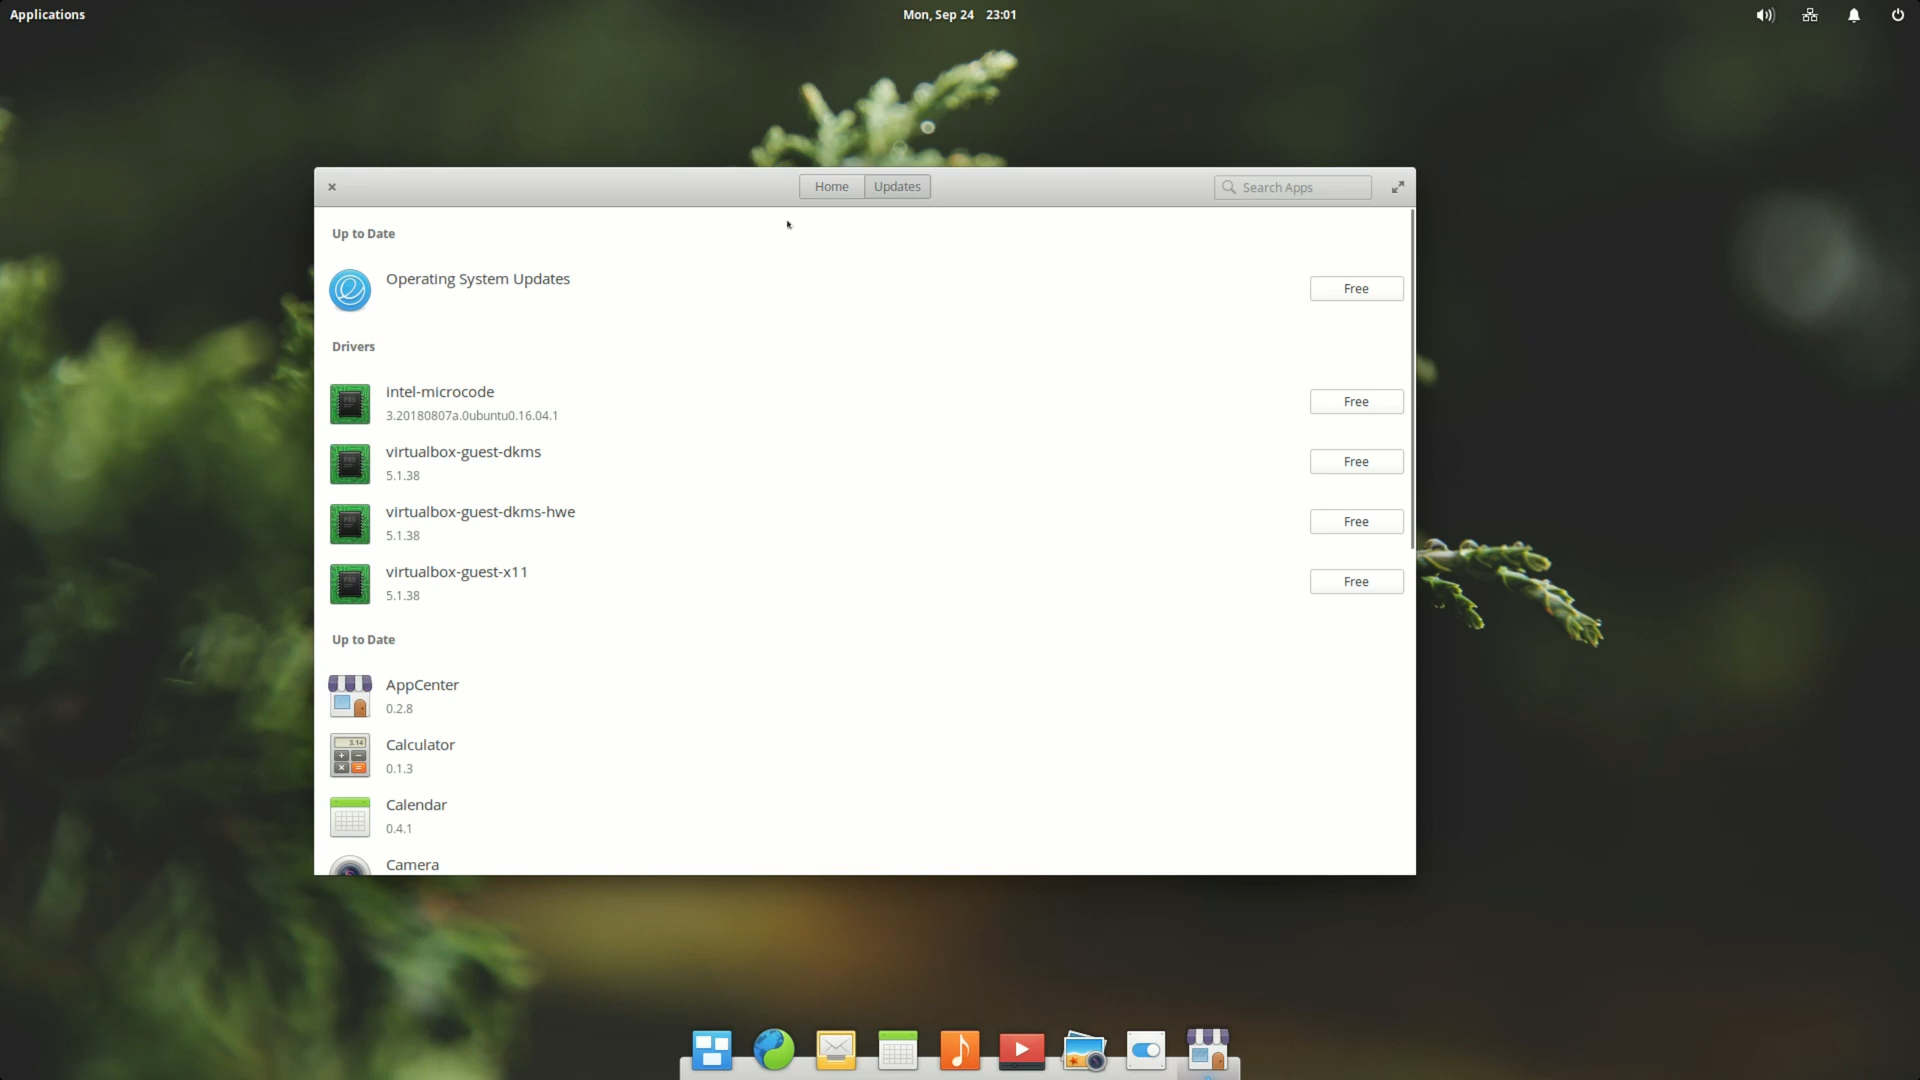 Applications
Mon, Sep 24 23:01
Home
Updates
Search Apps
Up to Date
Operating System Updates
Free
Drivers
intel-microcode
3.20180807a.0ubuntu0.16.04.1
Free
virtualbox-guest-dkms
5.1.38
Free
virtualbox-guest-dkms-hwe
5.1.38
Free
virtualbox-guest-x11
5.1.38
Free
Up to Date
AppCenter
0.2.8
3.14
Calculator
0.1.3
Calendar
0.4.1
Camera